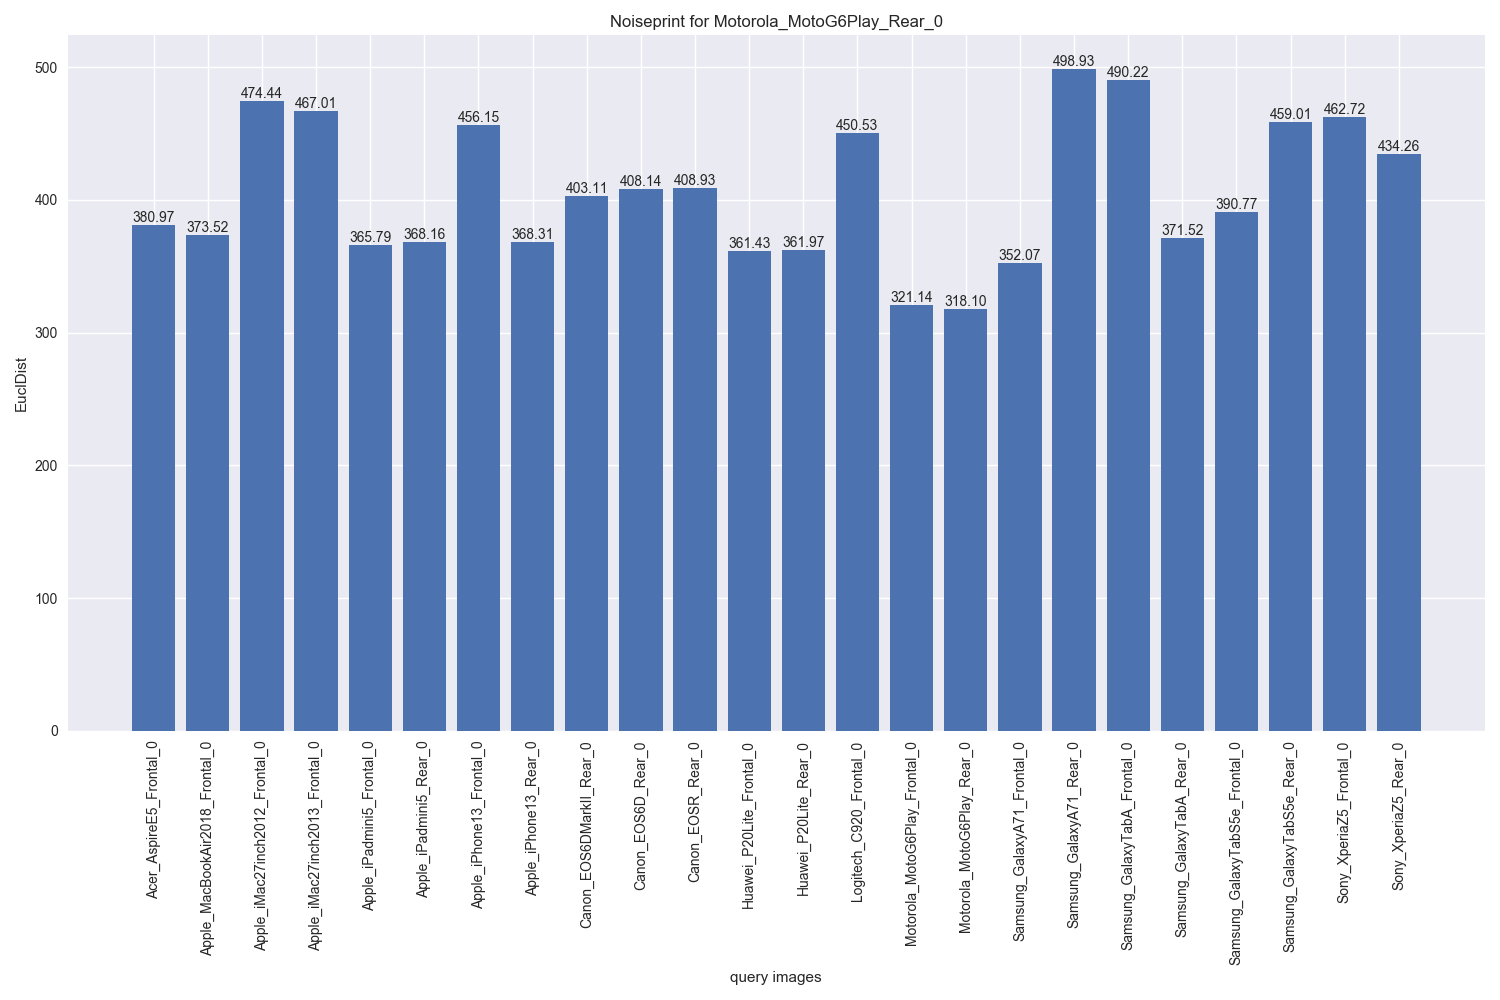 Noiseprint for Motorola_MotoG6Play_Rear_0
EuclDist
500
400
300
200
100
0
380.97
373.52
474.44
467.01
365.79
368.16
456.15
368.31
403.11
408.14
408.93
361.43
361.97
450.53
321.14
318.10
352.07
498.93
490.22
371.52
390.77
459.01
462.72
434.26
Acer_AspireE5_Frontal_0
Apple_MacBookAir2018_Frontal_0
Apple_iMac27inch2012_Frontal_0
Apple_iMac27inch2013_Frontal_0
Apple_iPadmini5_Frontal_0
Apple_iPadmini5_Rear_0
Apple_iPhone13_Frontal_0
Apple_iPhone13_Rear_0
Canon_EOS6DMarkII_Rear_0
Canon_EOS6D_Rear_0
Canon_EOSR_Rear_0
Huawei_P20Lite_Frontal_0
Huawei_P20Lite_Rear_0
Logitech_C920_Frontal_0
Motorola_MotoG6Play_Frontal_0
Motorola_MotoG6Play_Rear_0
Samsung_GalaxyA71_Frontal_0
Samsung_GalaxyA71_Rear_0
Samsung_GalaxyTabA_Frontal_0
Samsung_GalaxyTabA_Rear_0
Samsung_GalaxyTabS5e_Frontal_0
Samsung_GalaxyTabS5e_Rear_0
Sony_XperiaZ5_Frontal_0
Sony_XperiaZ5_Rear_0
query images